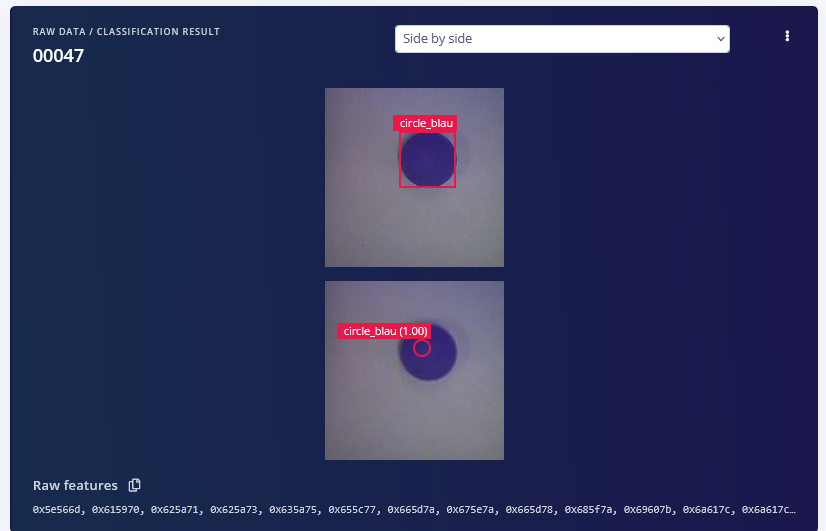 RAW DATA / CLASSIFICATION RESULT
00047
Side by side
circle_blau
circle_blau (1.00)
Raw features
0x5e566d, 0x615970, 0x625a71, 0x625a73, 0x635a75, 0x655c77, 0x665d7a, 0x675e7a, 0x665d78, 0x685f7a, 0x69607b, 0x6a617c, 0x6a617c…